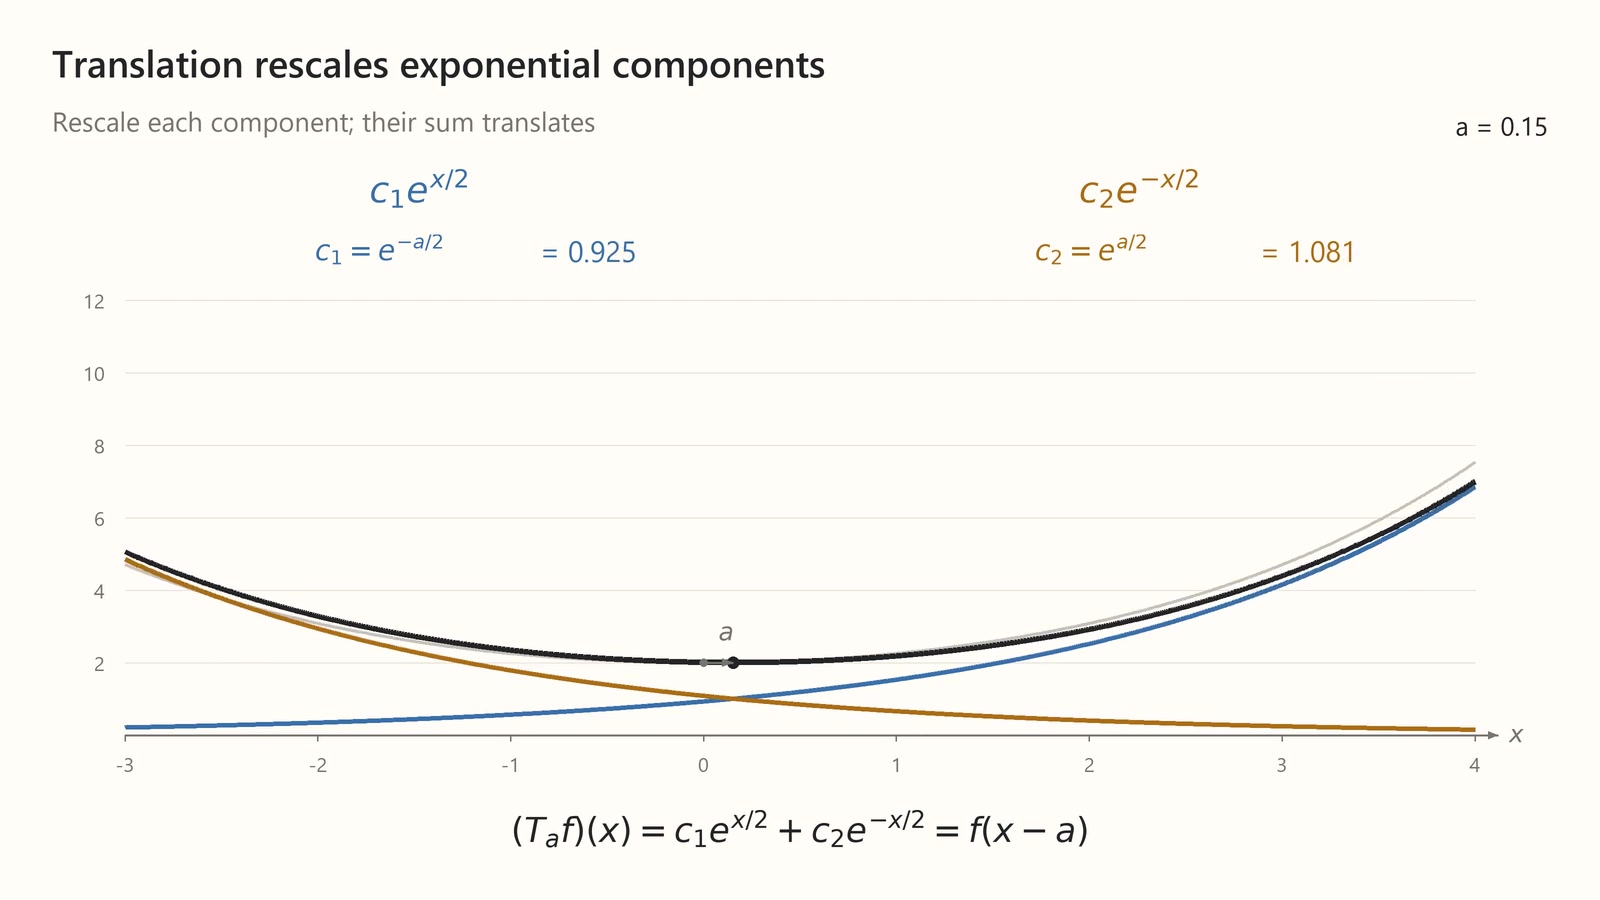 Translation rescales exponential components
Rescale each component; their sum translates
a = 0.15
c₁e^{x/2}
c₂e^{−x/2}
c₁ = e^{−a/2} = 0.925
c₂ = e^{a/2} = 1.081
12
10
8
6
4
2
a
x
-3 -2 -1 0 1 2 3 4
(Tₐf)(x) = c₁e^{x/2} + c₂e^{−x/2} = f(x − a)